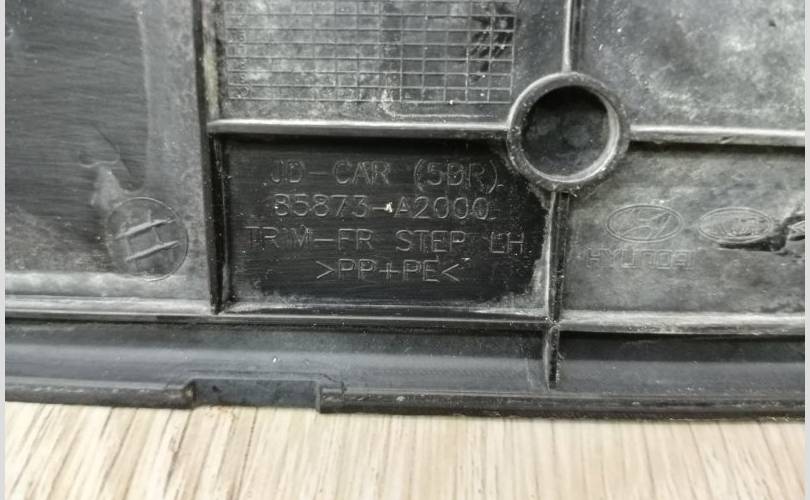 JD-CAR (5DR)
85873-A2000
TRIM-FR STEP LH
>PP+PE<
HYUNDAI